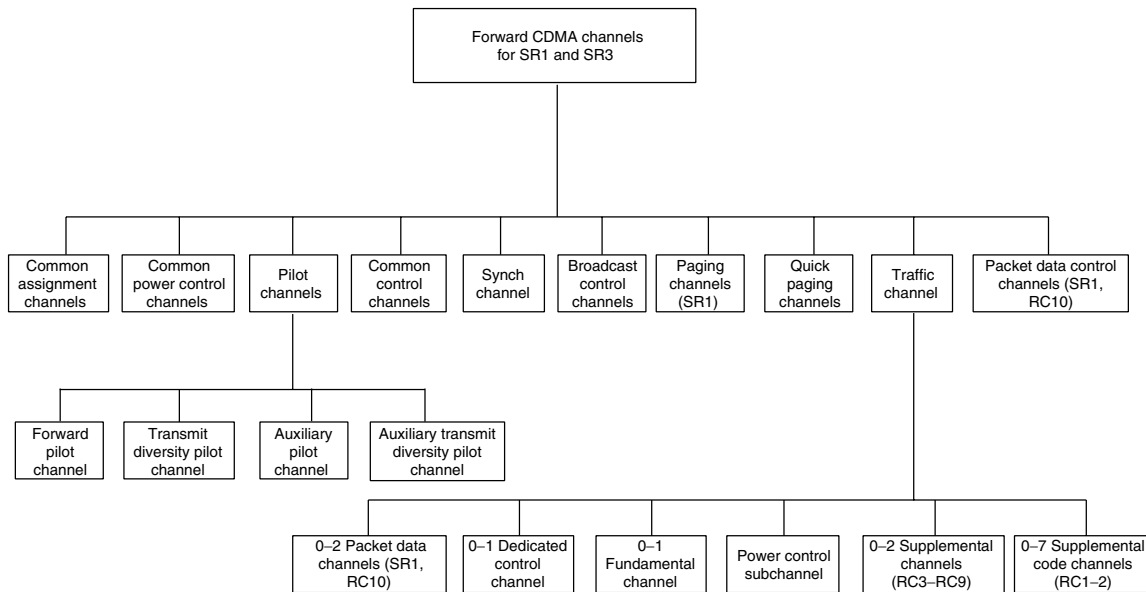 Forward CDMA channels
for SR1 and SR3
Common
assignment
channels
Common
power control
channels
Pilot
channels
Common
control
channels
Synch
channel
Broadcast
control
channels
Paging
channels
(SR1)
Quick
paging
channels
Traffic
channel
Packet data control
channels (SR1,
RC10)
Forward
pilot
channel
Transmit
diversity pilot
channel
Auxiliary
pilot
channel
Auxiliary transmit
diversity pilot
channel
0–2 Packet data
channels (SR1,
RC10)
0–1 Dedicated
control
channel
0–1
Fundamental
channel
Power control
subchannel
0–2 Supplemental
channels
(RC3–RC9)
0–7 Supplemental
code channels
(RC1–2)